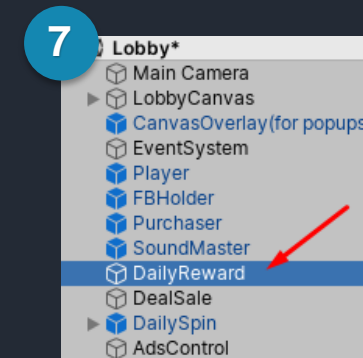 7
Lobby*
Main Camera
LobbyCanvas
CanvasOverlay(for popups
EventSystem
Player
FBHolder
Purchaser
SoundMaster
DailyReward
DealSale
DailySpin
AdsControl